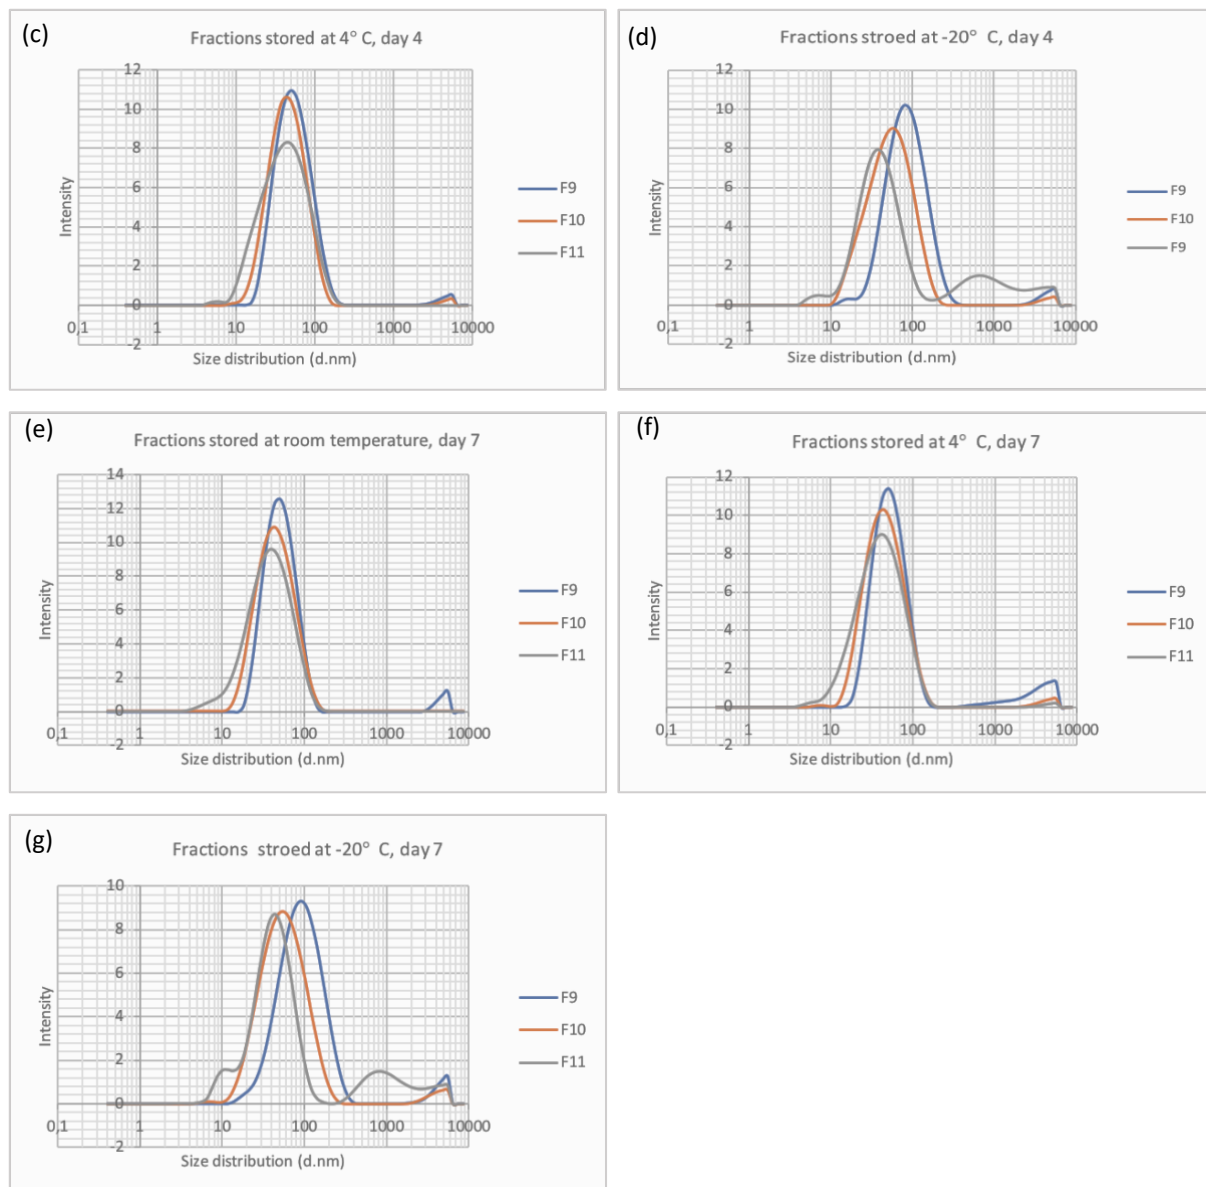 (c)
Fractions stored at 4° C, day 4
12
10
8
6
4
2
0
-2
0,1 1 10 100 1000 10000
Intensity
Size distribution (d.nm)
F9
F10
F11
(d)
Fractions stroed at -20° C, day 4
12
10
8
6
4
2
0
-2
0,1 1 10 100 1000 10000
Intensity
Size distribution (d.nm)
F9
F10
F9
(e)
Fractions stored at room temperature, day 7
14
12
10
8
6
4
2
0
-2
0,1 1 10 100 1000 10000
Intensity
Size distribution (d.nm)
F9
F10
F11
(f)
Fractions stored at 4° C, day 7
12
10
8
6
4
2
0
-2
0,1 1 10 100 1000 10000
Intensity
Size distribution (d.nm)
F9
F10
F11
(g)
Fractions stroed at -20° C, day 7
10
8
6
4
2
0
-2
0,1 1 10 100 1000 10000
Intensity
Size distribution (d.nm)
F9
F10
F11